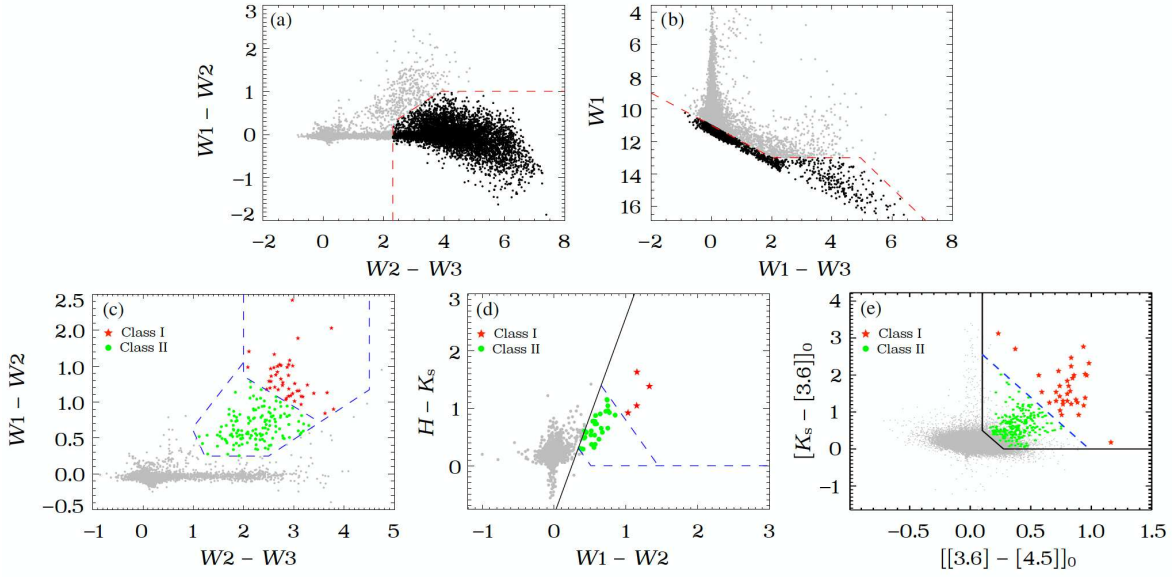 (a)
W1 − W2
3
2
1
0
−1
−2
−2 0 2 4 6 8
W2 − W3
(b)
W1
4
6
8
10
12
14
16
−2 0 2 4 6 8
W1 − W3
(c)
Class I
Class II
W1 − W2
2.5
2.0
1.0
1.0
0.5
0.0
−0.5
−1 0 1 2 3 4 5
W2 − W3
(d)
Class I
Class II
H − Ks
3
2
1
0
−1 0 1 2 3
W1 − W2
(e)
Class I
Class II
[Ks − [3.6]]0
4
3
2
1
0
−1
−0.5 0.0 0.5 1.0 1.5
[[3.6] − [4.5]]0